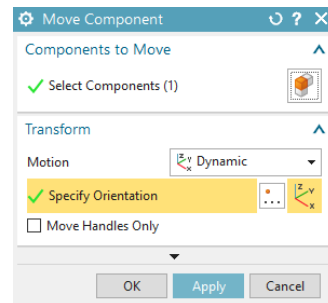 Move Component
Components to Move
Select Components (1)
Transform
Motion
Dynamic
Specify Orientation
Move Handles Only
OK
Apply
Cancel